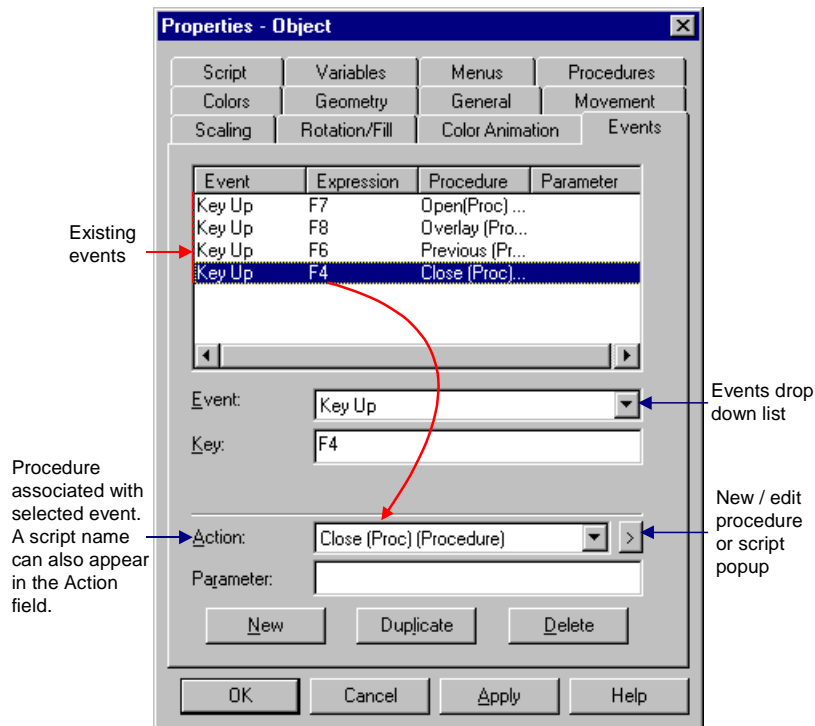 Properties - Object
Script Variables Menus Procedures
Colors Geometry General Movement
Scaling Rotation/Fill Color Animation Events
Event Expression Procedure Parameter
Key Up F7 Open(Proc) ...
Key Up F8 Overlay (Pro...
Key Up F6 Previous (Pr...
Key Up F4 Close (Proc)...
Existing
events
Event: Key Up
Events drop
down list
Key: F4
Procedure
associated with
selected event.
A script name
can also appear
in the Action
field.
Action: Close (Proc) (Procedure) >
New / edit
procedure
or script
popup
Parameter:
New Duplicate Delete
OK Cancel Apply Help